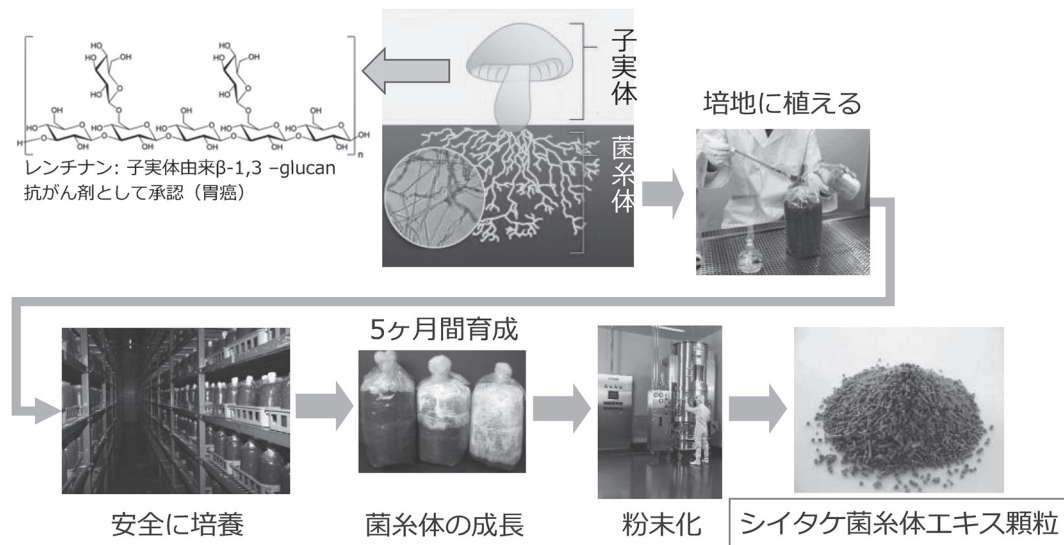 子実体
菌糸体
レンチナン: 子実体由来β-1,3 –glucan
抗がん剤として承認（胃癌）
培地に植える
安全に培養
5ヶ月間育成
菌糸体の成長
粉末化
シイタケ菌糸体エキス顆粒